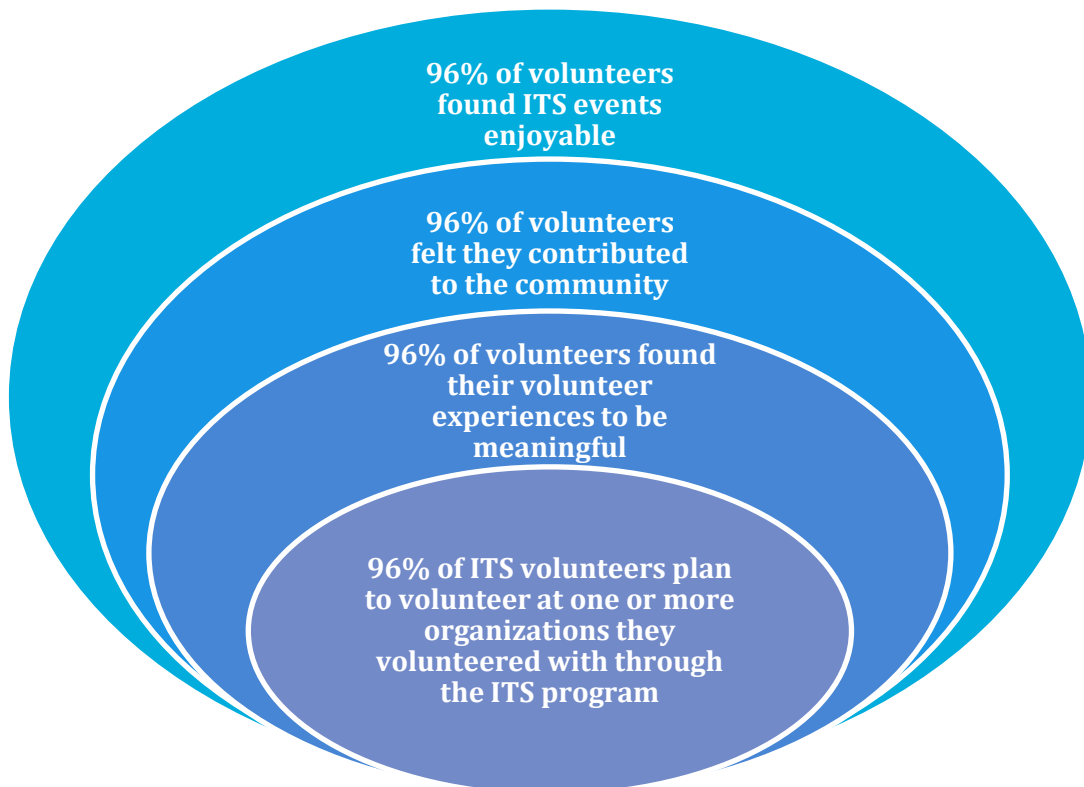 96% of volunteers
found ITS events
enjoyable
96% of volunteers
felt they contributed
to the community
96% of volunteers found
their volunteer
experiences to be
meaningful
96% of ITS volunteers plan
to volunteer at one or more
organizations they
volunteered with through
the ITS program